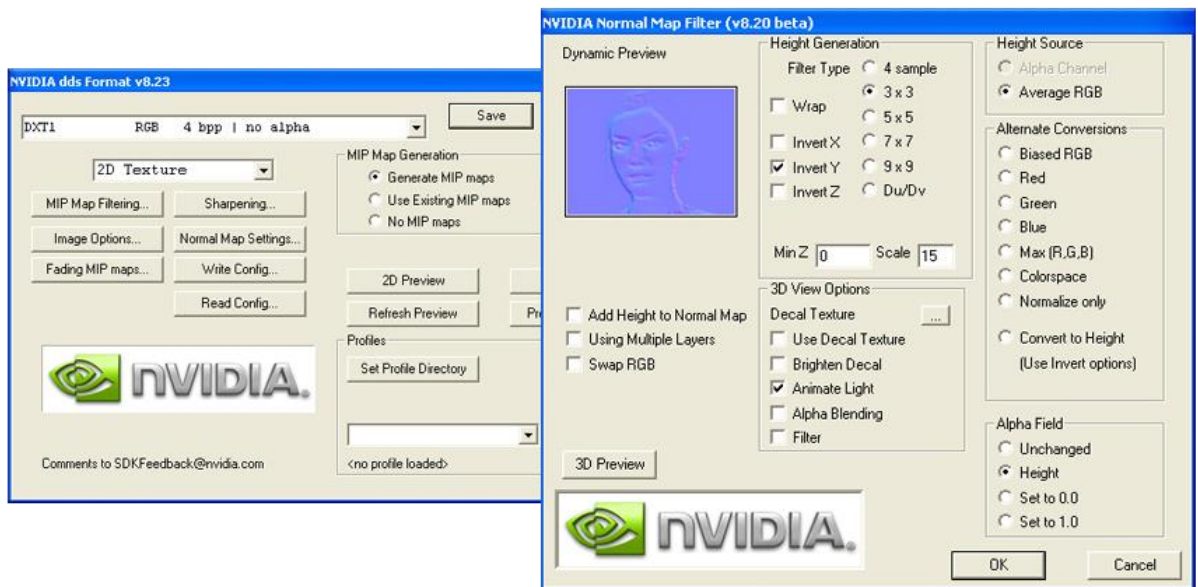 NVIDIA dds Format v8.23
DXT1 RGB 4 bpp | no alpha
Save
2D Texture
MIP Map Filtering...
Sharpening...
Image Options...
Normal Map Settings...
Fading MIP maps...
Write Config...
Read Config...
MIP Map Generation
Generate MIP maps
Use Existing MIP maps
No MIP maps
2D Preview
Refresh Preview
Profiles
Set Profile Directory
<no profile loaded>
NVIDIA.
Comments to SDKFeedback@nvidia.com
NVIDIA Normal Map Filter (v8.20 beta)
Dynamic Preview
Add Height to Normal Map
Using Multiple Layers
Swap RGB
3D Preview
NVIDIA.
Height Generation
Filter Type
4 sample
3 x 3
5 x 5
7 x 7
9 x 9
Du/Dv
Wrap
Invert X
Invert Y
Invert Z
Min Z 0 Scale 15
3D View Options
Decal Texture ...
Use Decal Texture
Brighten Decal
Animate Light
Alpha Blending
Filter
Height Source
Alpha Channel
Average RGB
Alternate Conversions
Biased RGB
Red
Green
Blue
Max (R,G,B)
Colorspace
Normalize only
Convert to Height
(Use Invert options)
Alpha Field
Unchanged
Height
Set to 0.0
Set to 1.0
OK
Cancel